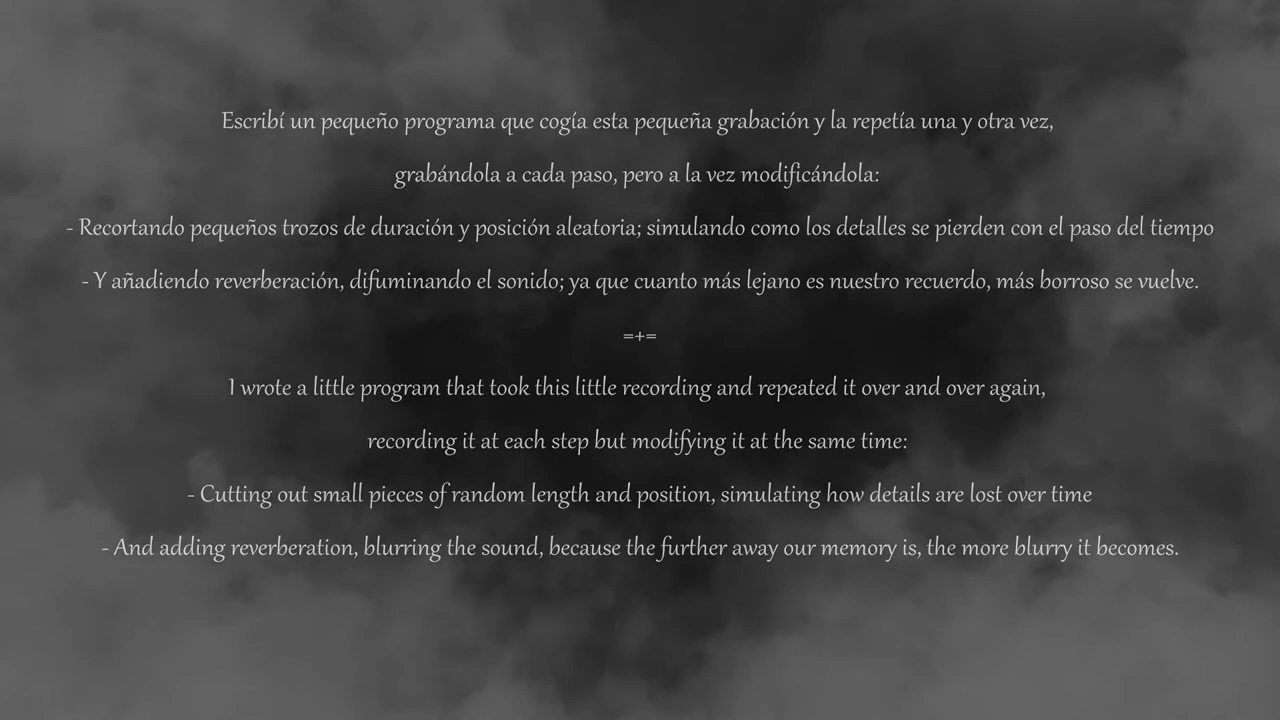 Escribí un pequeño programa que cogía esta pequeña grabación y la repetía una y otra vez,
grabándola a cada paso, pero a la vez modificándola:
- Recortando pequeños trozos de duración y posición aleatoria; simulando como los detalles se pierden con el paso del tiempo
- Y añadiendo reverberación, difuminando el sonido; ya que cuanto más lejano es nuestro recuerdo, más borroso se vuelve.
=+=
I wrote a little program that took this little recording and repeated it over and over again,
recording it at each step but modifying it at the same time:
- Cutting out small pieces of random length and position, simulating how details are lost over time
- And adding reverberation, blurring the sound, because the further away our memory is, the more blurry it becomes.